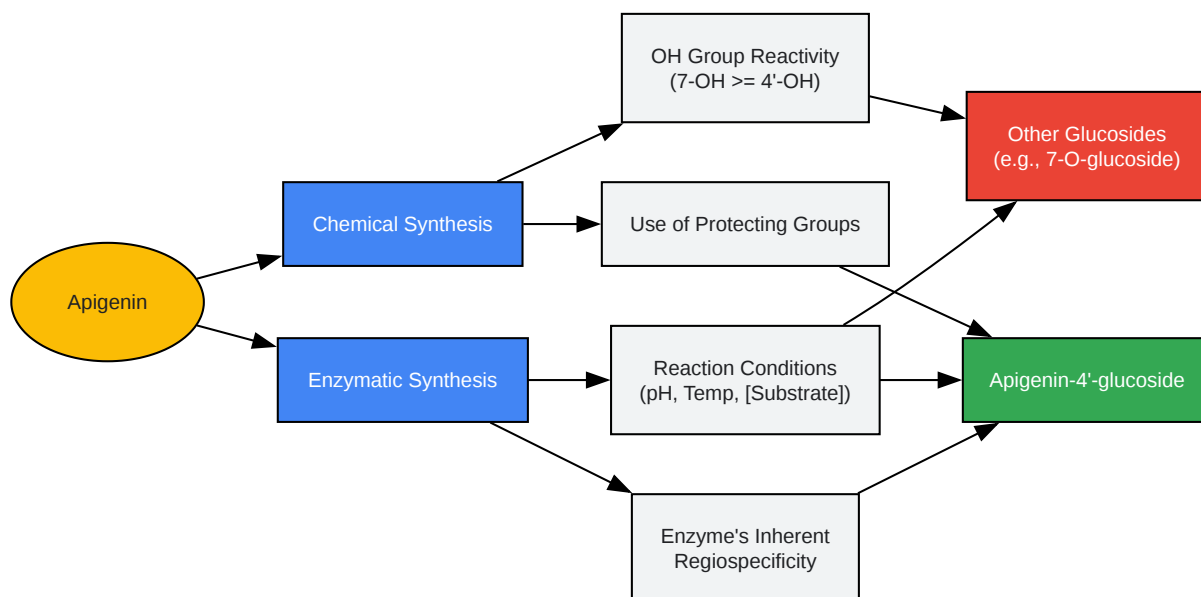 OH Group Reactivity
(7-OH >= 4'-OH)
Other Glucosides
(e.g., 7-O-glucoside)
Chemical Synthesis
Use of Protecting Groups
Apigenin
Enzymatic Synthesis
Reaction Conditions
(pH, Temp, [Substrate])
Apigenin-4'-glucoside
Enzyme's Inherent
Regiospecificity